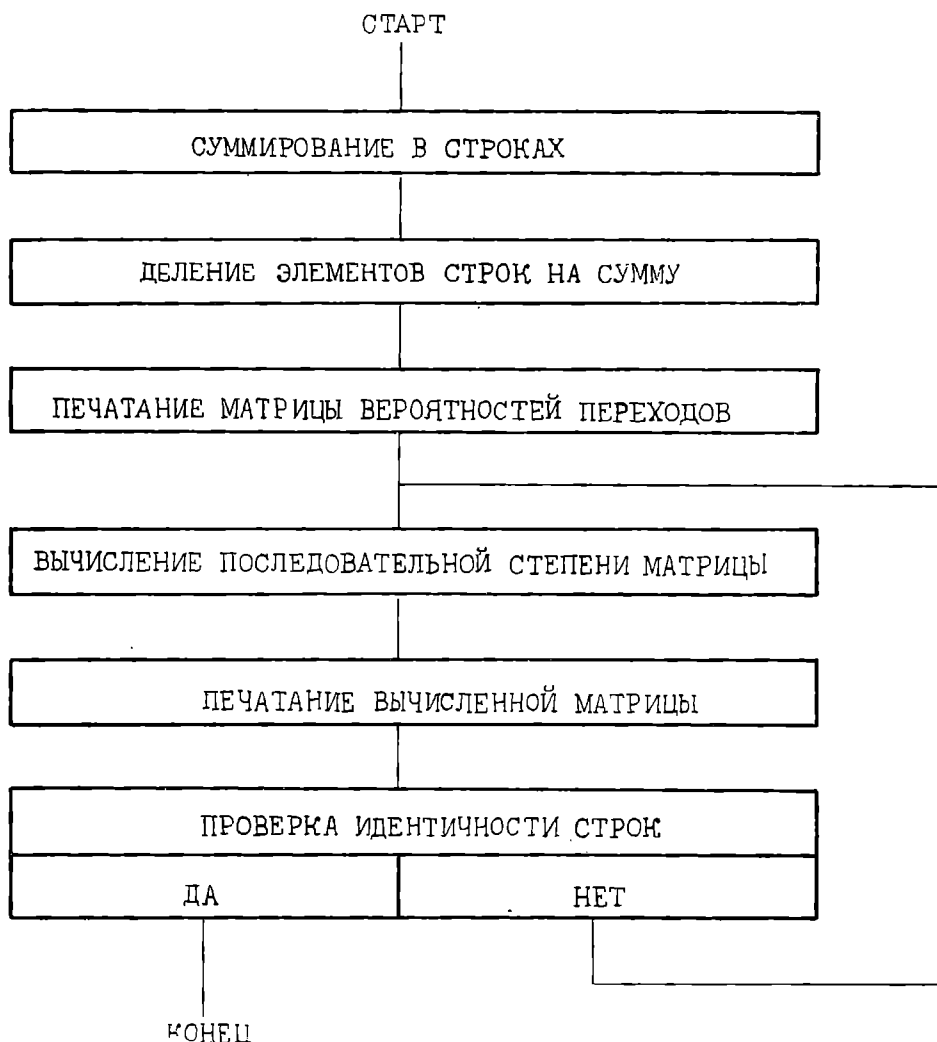 СТАРТ
СУММИРОВАНИЕ В СТРОКАХ
ДЕЛЕНИЕ ЭЛЕМЕНТОВ СТРОК НА СУММУ
ПЕЧАТАНИЕ МАТРИЦЫ ВЕРОЯТНОСТЕЙ ПЕРЕХОДОВ
ВЫЧИСЛЕНИЕ ПОСЛЕДОВАТЕЛЬНОЙ СТЕПЕНИ МАТРИЦЫ
ПЕЧАТАНИЕ ВЫЧИСЛЕННОЙ МАТРИЦЫ
ПРОВЕРКА ИДЕНТИЧНОСТИ СТРОК
ДА
НЕТ
КОНЕЦ